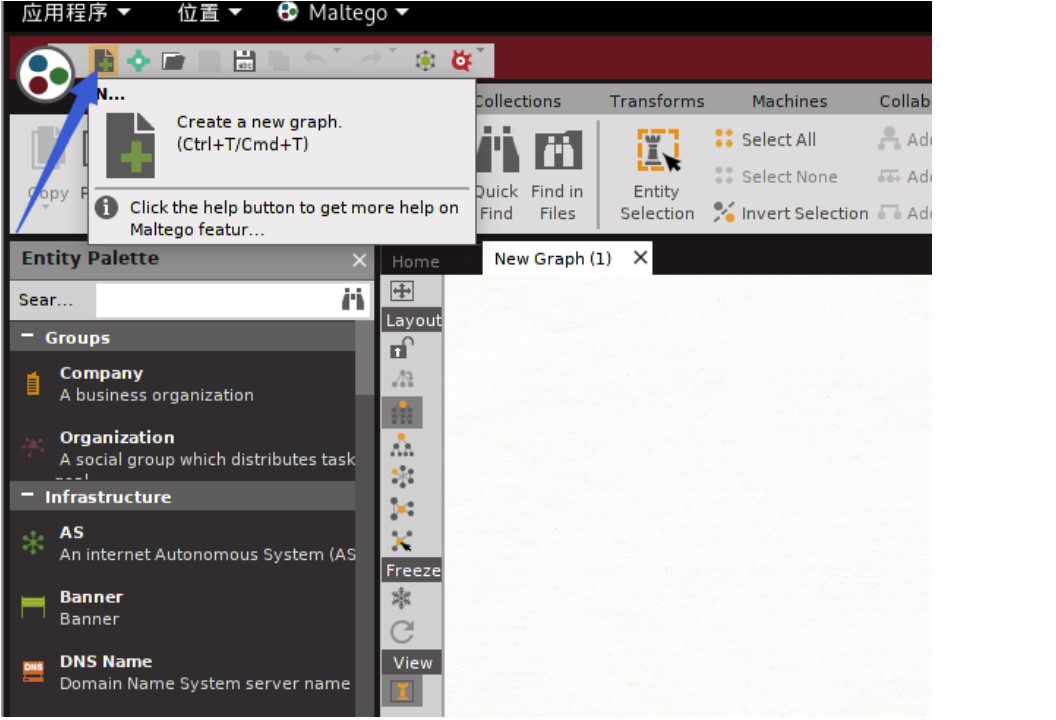 应用程序 位置 Maltego
N...
Create a new graph.
(Ctrl+T/Cmd+T)
Click the help button to get more help on
Maltego featur...
Collections Transforms Machines Collab
Copy
Quick
Find
Find in
Files
Entity
Selection
Select All
Select None
Invert Selection
Entity Palette
Home New Graph (1)
Sear...
Layout
Groups
Company
A business organization
Organization
A social group which distributes task
Infrastructure
AS
An internet Autonomous System (AS
Banner
Banner
DNS
DNS Name
Domain Name System server name
Freeze
View